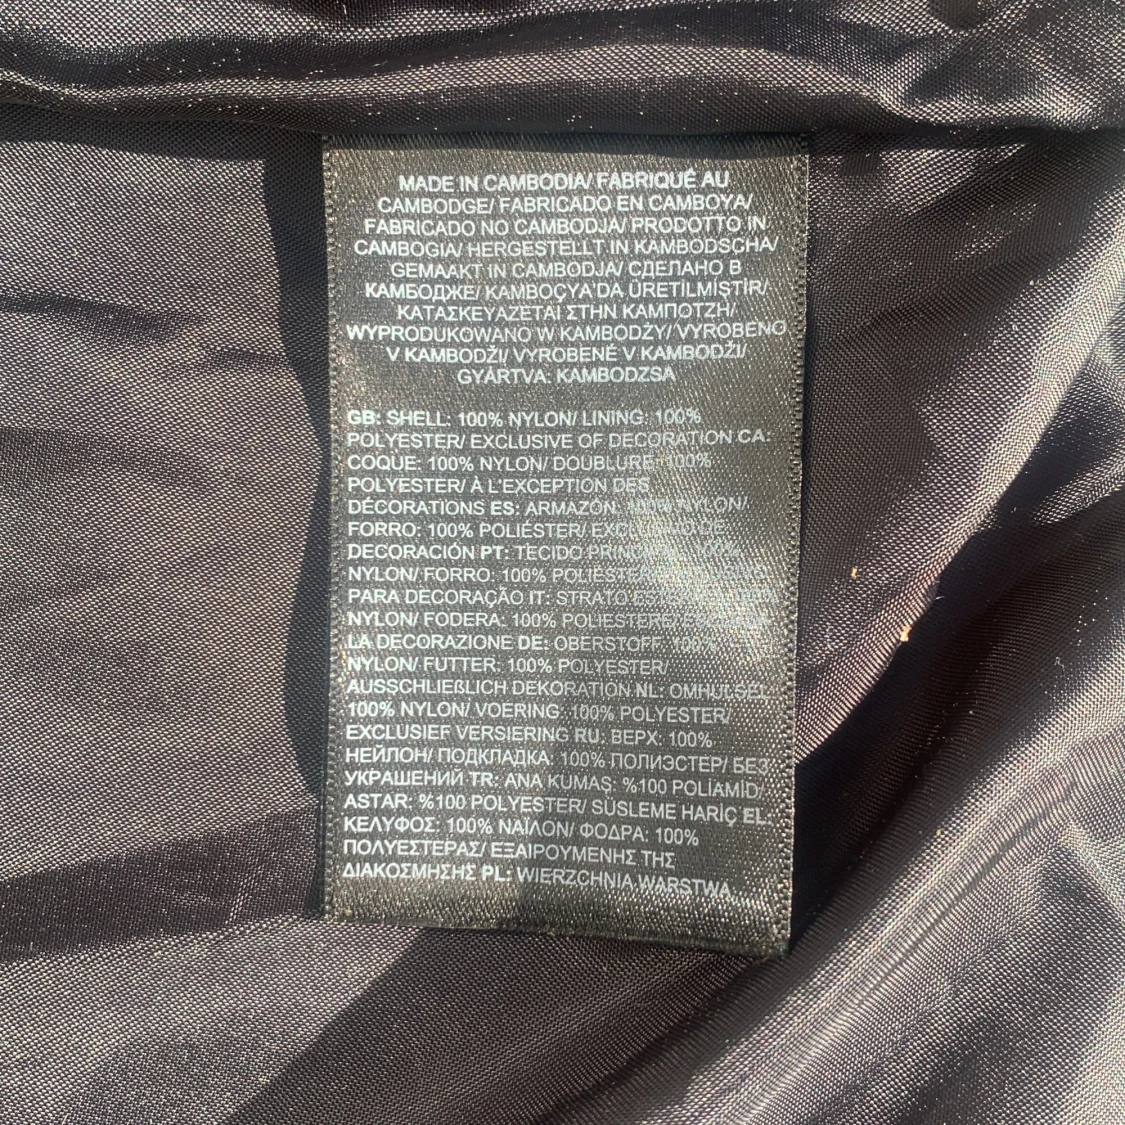 MADE IN CAMBODIA/ FABRIQUÉ AU
CAMBODGE/ FABRICADO EN CAMBOYA/
FABRICADO NO CAMBODJA/ PRODOTTO IN
CAMBOGIA/ HERGESTELLT IN KAMBODSCHA/
GEMAAKT IN CAMBODJA/ СДЕЛАНО В
КАМБОДЖЕ/ KAMBOÇYA'DA ÜRETILMIŞTIR/
ΚΑΤΑΣΚΕΥΑΖΕΤΑΙ ΣΤΗΝ ΚΑΜΠΟΤΖΗ/
WYPRODUKOWANO W KAMBODŻY/ VYROBENO
V KAMBODŽI/ VYROBENÉ V KAMBODŽI/
GYÁRTVA: KAMBODZSA
GB: SHELL: 100% NYLON/ LINING: 100%
POLYESTER/ EXCLUSIVE OF DECORATION CA:
COQUE: 100% NYLON/ DOUBLURE: 100%
POLYESTER/ À L'EXCEPTION DES
DÉCORATIONS ES: ARMAZÓN: 100% NYLON/
FORRO: 100% POLIÉSTER/ DE
DECORACIÓN PT: TECIDO 100%
NYLON/ FORRO: 100% POLIESTER/
PARA DECORAÇÃO IT: STRATO
NYLON/ FODERA: 100% POLIESTERE/
LA DECORAZIONE DE: OBERSTOFF: 100%
NYLON/ FUTTER: 100% POLYESTER/
AUSSCHLIEßLICH DEKORATION NL: OMHULSEL:
100% NYLON/ VOERING: 100% POLYESTER/
EXCLUSIEF VERSIERING RU: ВЕРХ: 100%
НЕЙЛОН/ ПОДКЛАДКА: 100% ПОЛИЭСТЕР/ БЕЗ
УКРАШЕНИЙ TR: ANA KUMAŞ: %100 POLIAMID/
ASTAR: %100 POLYESTER/ SÜSLEME HARİÇ EL:
ΚΕΛΥΦΟΣ: 100% ΝΑΪΛΟΝ/ ΦΟΔΡΑ: 100%
ΠΟΛΥΕΣΤΕΡΑΣ/ ΕΞΑΙΡΟΥΜΕΝΗΣ ΤΗΣ
ΔΙΑΚΟΣΜΗΣΗΣ PL: WIERZCHNIA WARSTWA